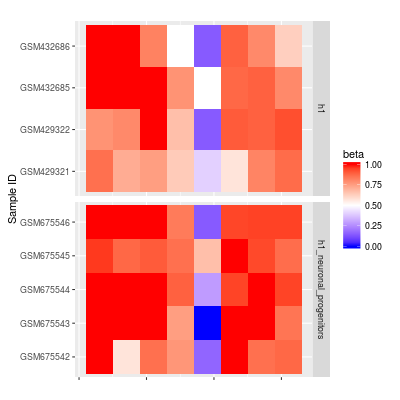 Sample ID
GSM432686
GSM432685
GSM429322
GSM429321
h1
GSM675546
GSM675545
GSM675544
GSM675543
GSM675542
h1_neuronal_progenitors
beta
1.00
0.75
0.50
0.25
0.00